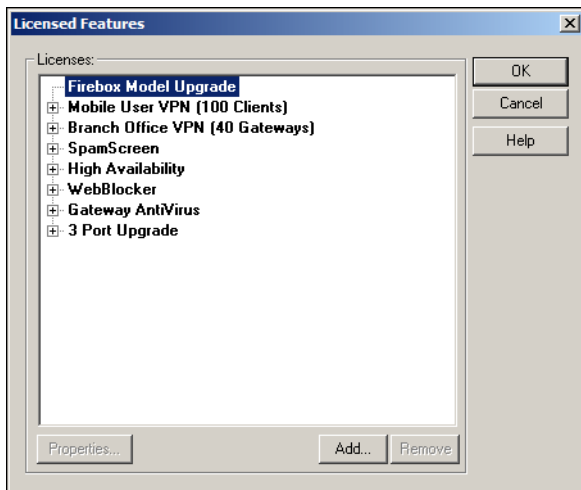 Licensed Features
Licenses:
Firebox Model Upgrade
Mobile User VPN (100 Clients)
Branch Office VPN (40 Gateways)
SpamScreen
High Availability
WebBlocker
Gateway AntiVirus
3 Port Upgrade
OK
Cancel
Help
Properties...
Add...
Remove